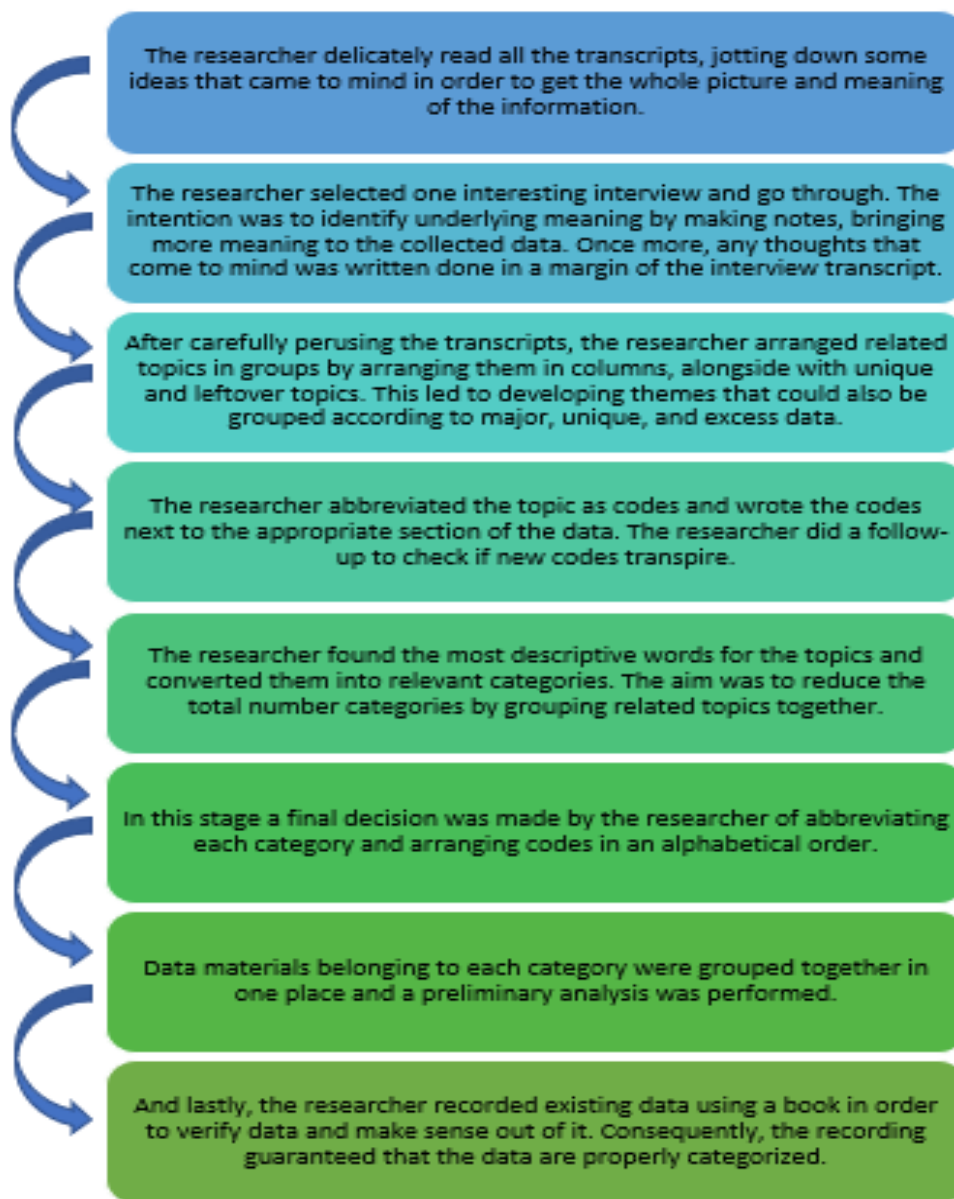 The researcher delicately read all the transcripts, jotting down some
ideas that came to mind in order to get the whole picture and meaning
of the information.
The researcher selected one interesting interview and go through. The
intention was to identify underlying meaning by making notes, bringing
more meaning to the collected data. Once more, any thoughts that
come to mind was written done in a margin of the interview transcript.
After carefully perusing the transcripts, the researcher arranged related
topics in groups by arranging them in columns, alongside with unique
and leftover topics. This led to developing themes that could also be
grouped according to major, unique, and excess data.
The researcher abbreviated the topic as codes and wrote the codes
next to the appropriate section of the data. The researcher did a follow-
up to check if new codes transpire.
The researcher found the most descriptive words for the topics and
converted them into relevant categories. The aim was to reduce the
total number categories by grouping related topics together.
In this stage a final decision was made by the researcher of abbreviating
each category and arranging codes in an alphabetical order.
Data materials belonging to each category were grouped together in
one place and a preliminary analysis was performed.
And lastly, the researcher recorded existing data using a book in order
to verify data and make sense out of it. Consequently, the recording
guaranteed that the data are properly categorized.